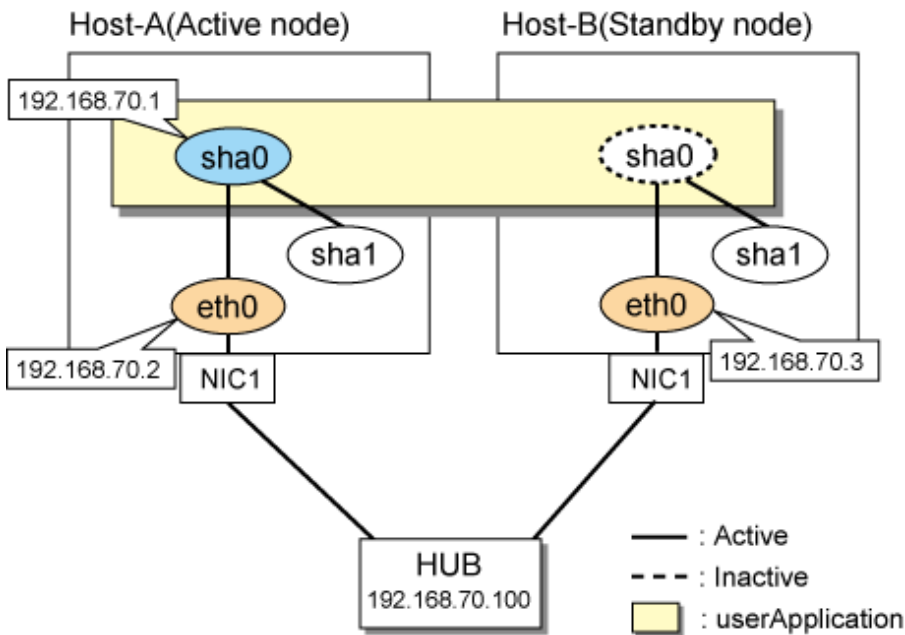 Host-A(Active node)
Host-B(Standby node)
192.168.70.1
sha0
sha0
sha1
sha1
eth0
eth0
192.168.70.2
192.168.70.3
NIC1
NIC1
HUB
192.168.70.100
: Active
: Inactive
: userApplication